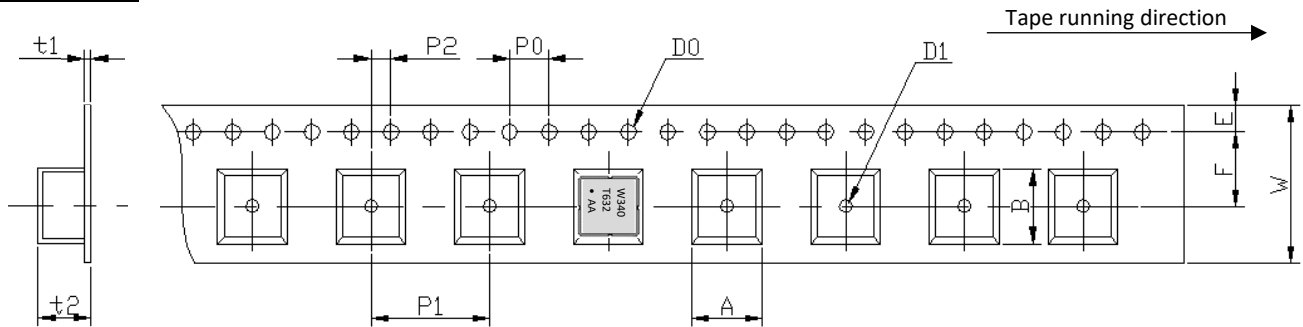 Tape running direction
t1
P2
P0
D0
D1
E
F
W
B
W340
T632
• AA
t2
P1
A